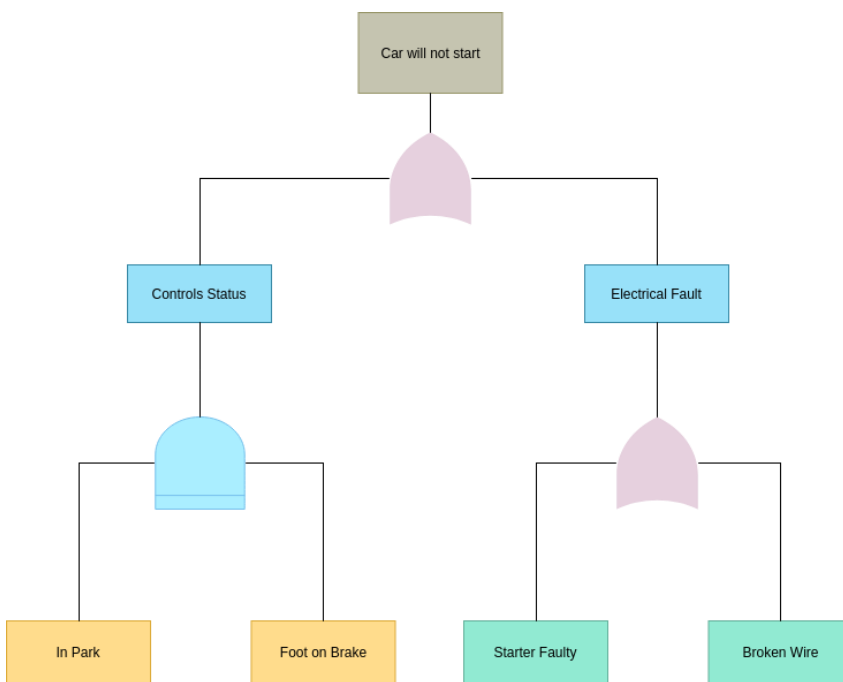 Car will not start
Controls Status
Electrical Fault
In Park
Foot on Brake
Starter Faulty
Broken Wire